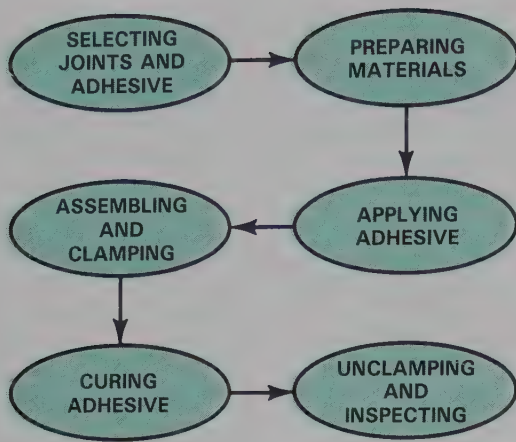 SELECTING
JOINTS AND
ADHESIVE
PREPARING
MATERIALS
APPLYING
ADHESIVE
ASSEMBLING
AND
CLAMPING
CURING
ADHESIVE
UNCLAMPING
AND
INSPECTING